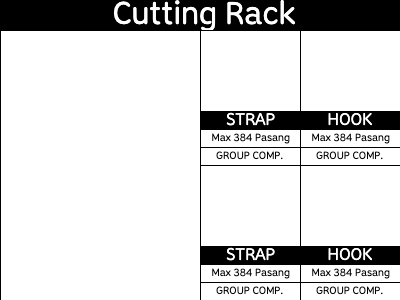 Cutting Rack
STRAP HOOK
Max 384 Pasang Max 384 Pasang
GROUP COMP. GROUP COMP.
STRAP HOOK
Max 384 Pasang Max 384 Pasang
GROUP COMP. GROUP COMP.